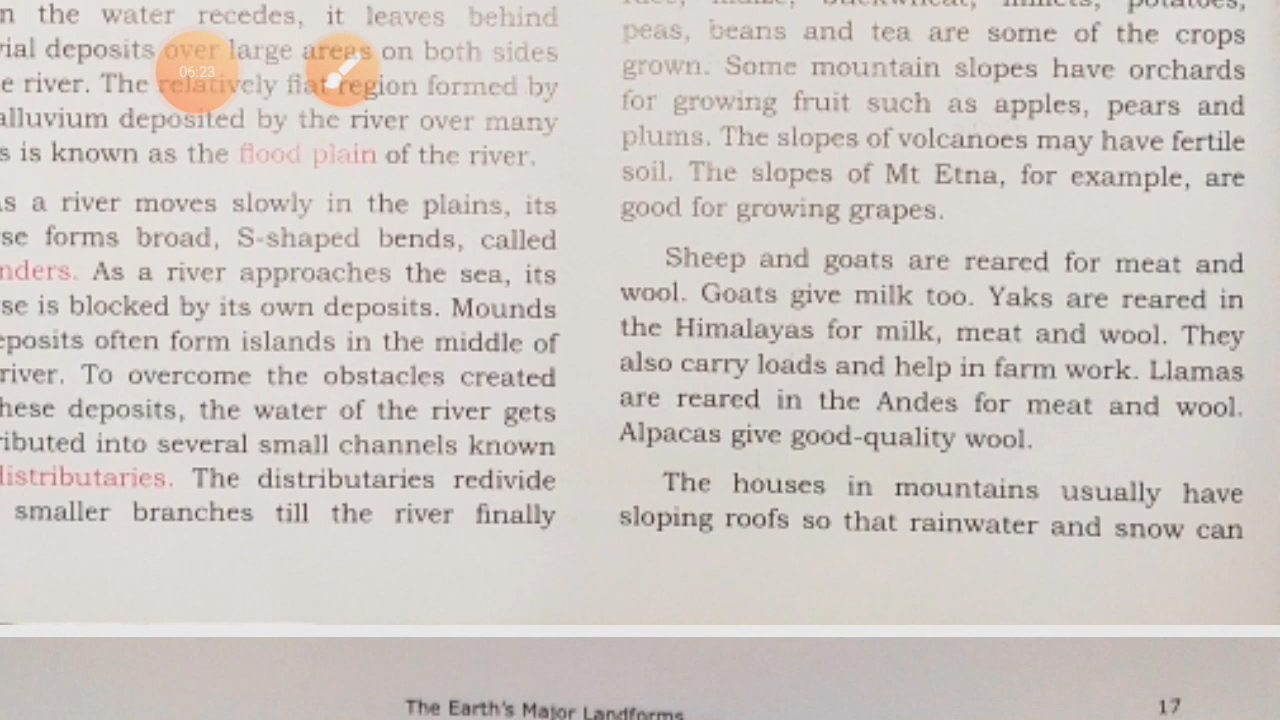 n the water recedes, it leaves behind
vial deposits over large areas on both sides
e river. The relatively flat region formed by
alluvium deposited by the river over many
s is known as the flood plain of the river.
as a river moves slowly in the plains, its
se forms broad, S-shaped bends, called
nders. As a river approaches the sea, its
se is blocked by its own deposits. Mounds
eposits often form islands in the middle of
river. To overcome the obstacles created
hese deposits, the water of the river gets
ributed into several small channels known
distributaries. The distributaries redivide
smaller branches till the river finally
rice, maize, buckwheat, millets, potatoes,
peas, beans and tea are some of the crops
grown. Some mountain slopes have orchards
for growing fruit such as apples, pears and
plums. The slopes of volcanoes may have fertile
soil. The slopes of Mt Etna, for example, are
good for growing grapes.
Sheep and goats are reared for meat and
wool. Goats give milk too. Yaks are reared in
the Himalayas for milk, meat and wool. They
also carry loads and help in farm work. Llamas
are reared in the Andes for meat and wool.
Alpacas give good-quality wool.
The houses in mountains usually have
sloping roofs so that rainwater and snow can
06:23
The Earth's Major Landforms
17